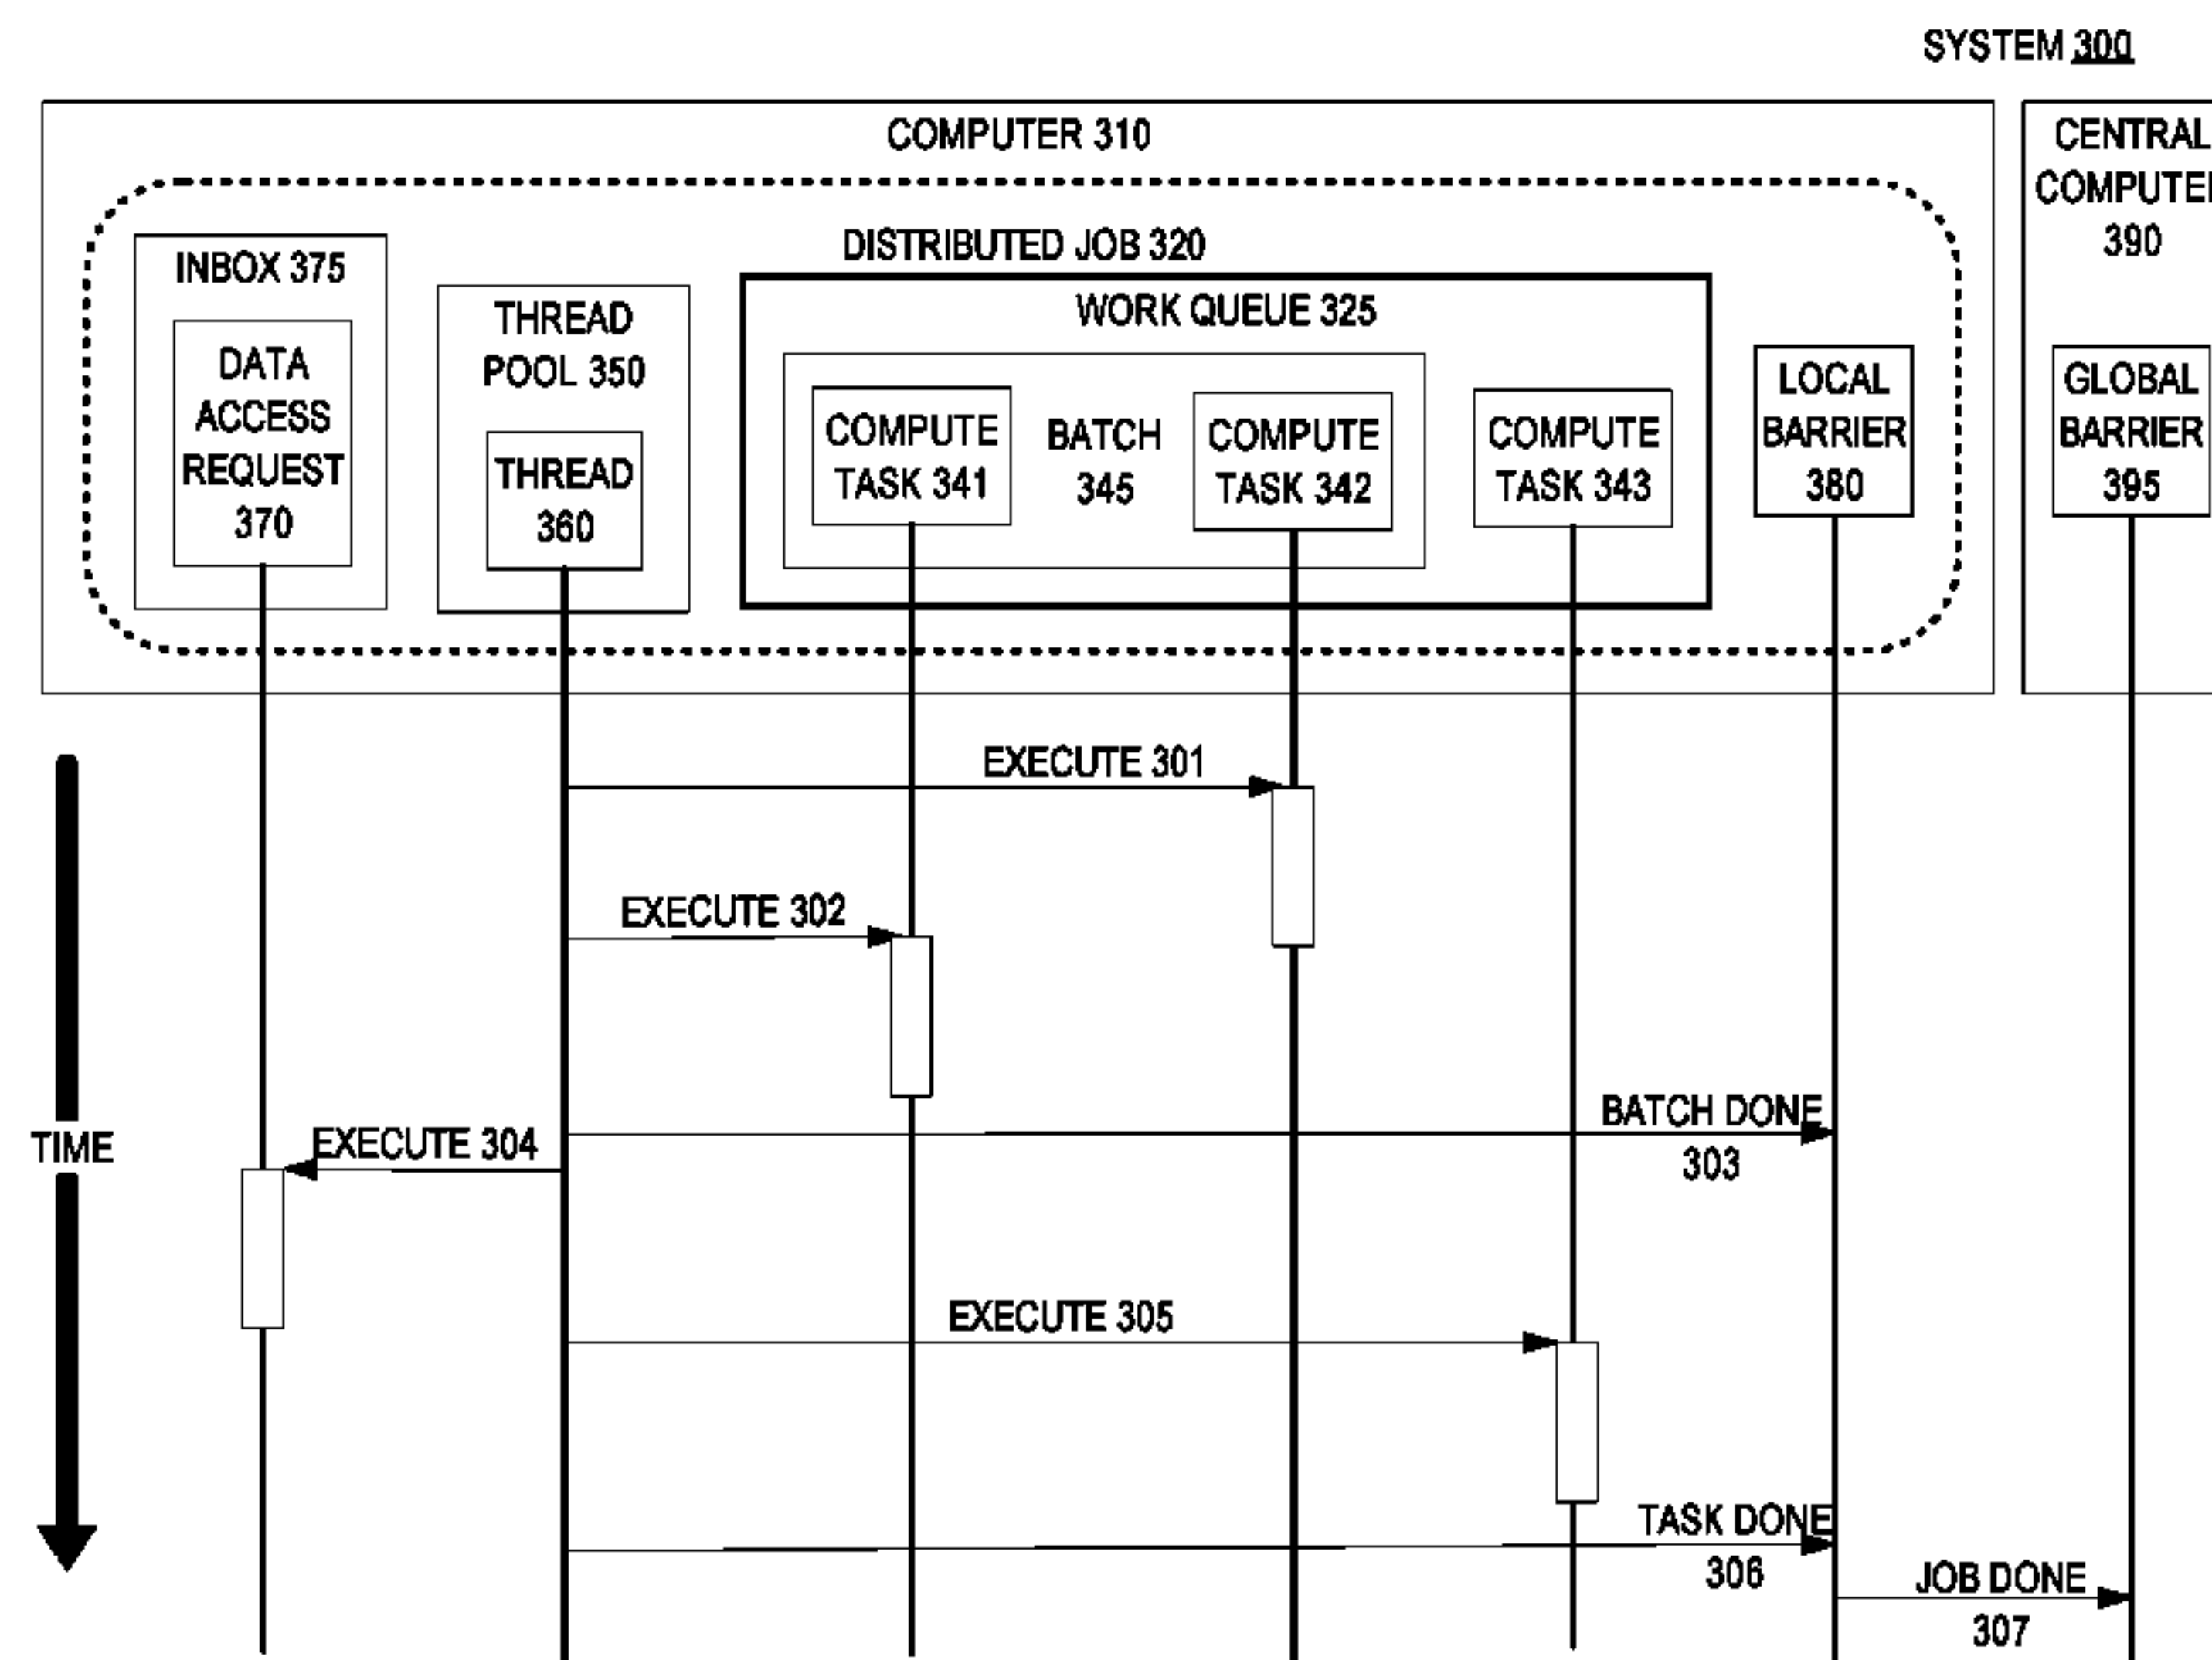 SYSTEM 300
COMPUTER 310
CENTRAL
COMPUTER
390
DISTRIBUTED JOB 320
INBOX 375
DATA
ACCESS
REQUEST
370
THREAD
POOL 350
THREAD
360
WORK QUEUE 325
COMPUTE
TASK 341
BATCH
345
COMPUTE
TASK 342
COMPUTE
TASK 343
LOCAL
BARRIER
380
GLOBAL
BARRIER
395
TIME
EXECUTE 301
EXECUTE 302
BATCH DONE
303
EXECUTE 304
EXECUTE 305
TASK DONE
306
JOB DONE
307